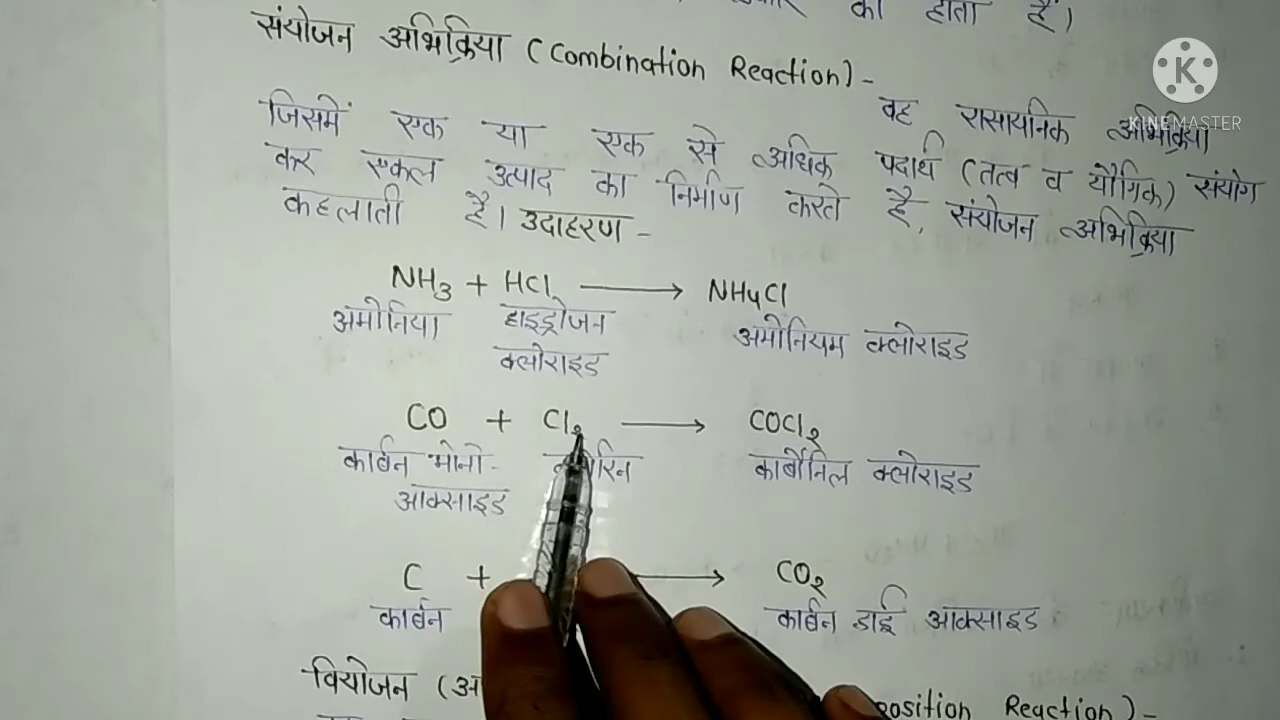 का होता है।
संयोजन अभिक्रिया (Combination Reaction) -
वह रासायनिक अभिक्रिया
जिसमें एक या एक से अधिक पदार्थ (तत्व व यौगिक) संयोग
कर एकल उत्पाद का निर्माण करते है, संयोजन अभिक्रिया
कहलाती है। उदाहरण -
NH₃ + HCl ⟶ NH₄Cl
अमोनिया हाइड्रोजन अमोनियम क्लोराइड
क्लोराइड
CO + Cl₂ ⟶ COCl₂
कार्बन मोनो- कार्बोनिल क्लोराइड
आक्साइड
C + ⟶ CO₂
कार्बन कार्बन डाई आक्साइड
वियोजन (अ Reaction) -
K
KINEMASTER